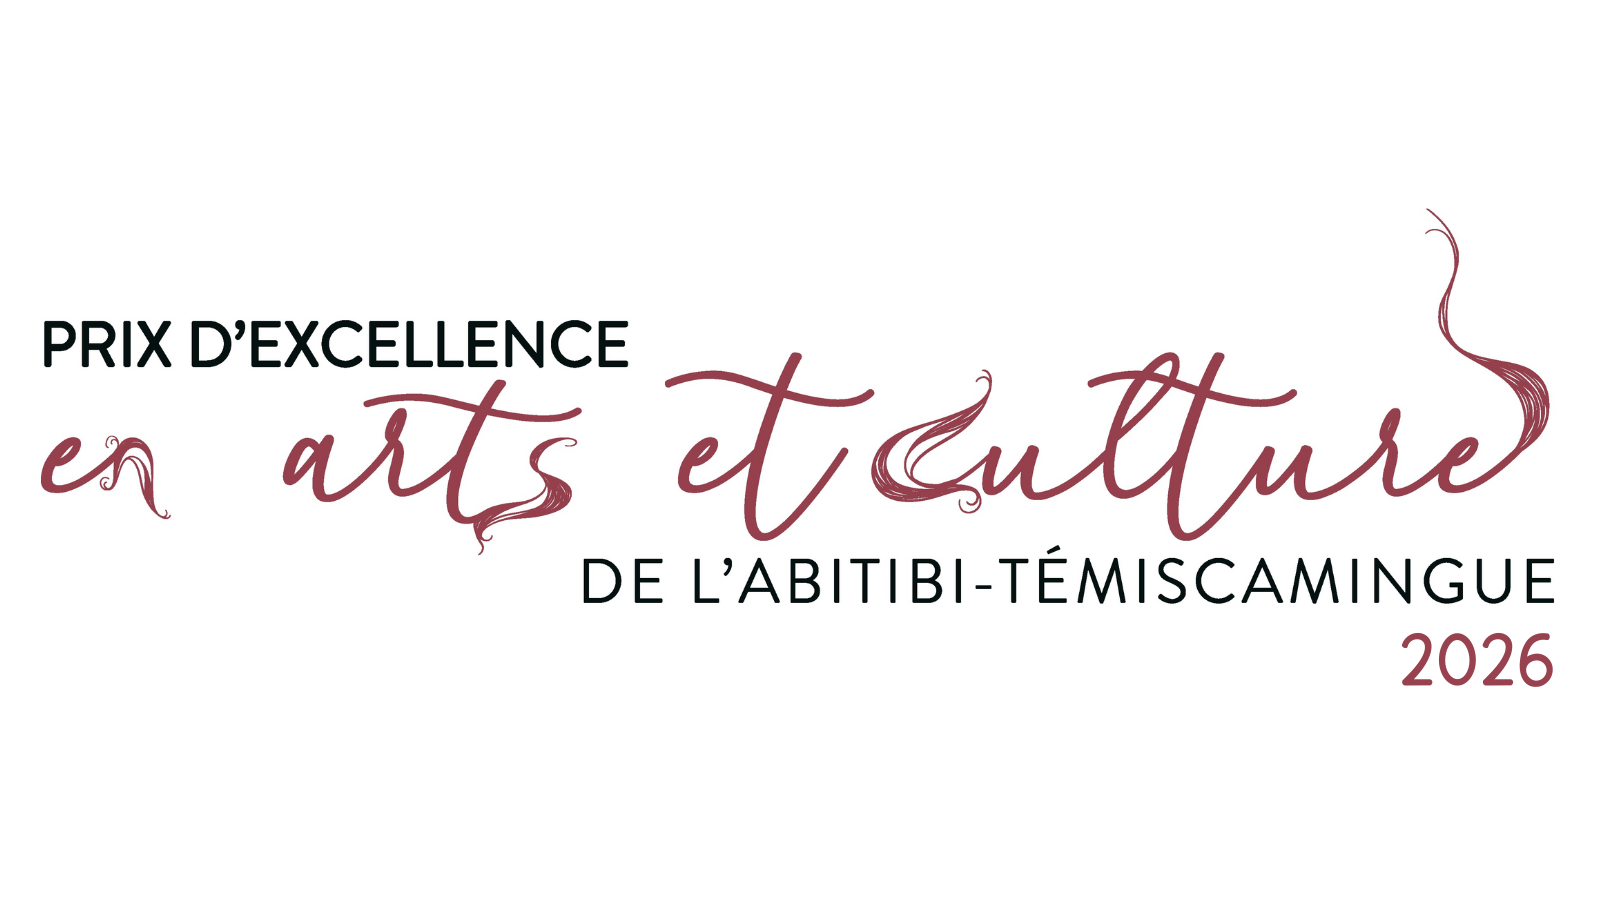 PRIX D’EXCELLENCE
en arts et culture
DE L’ABITIBI-TÉMISCAMINGUE
2026